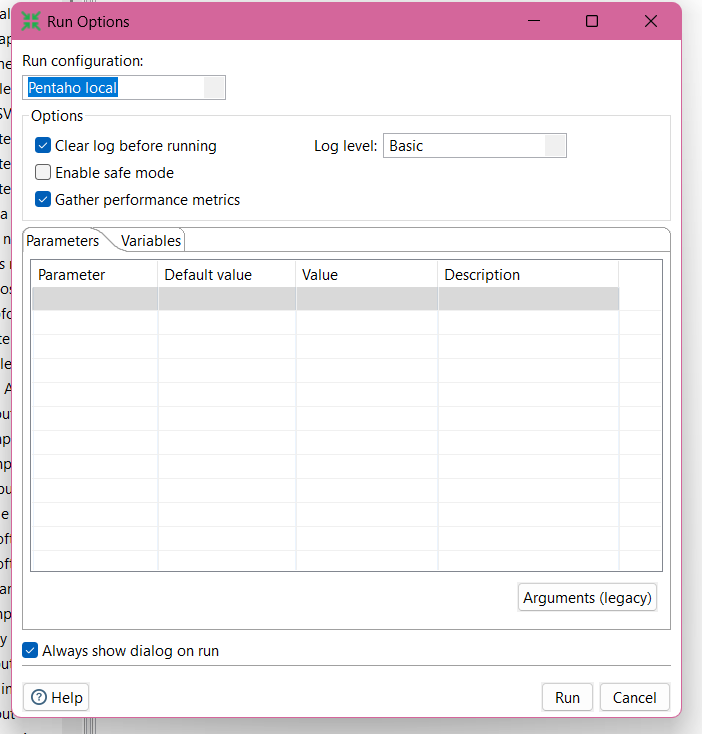 Run Options
Run configuration:
Pentaho local
Options
Clear log before running
Log level: Basic
Enable safe mode
Gather performance metrics
Parameters Variables
Parameter Default value Value Description
Arguments (legacy)
Always show dialog on run
Help Run Cancel